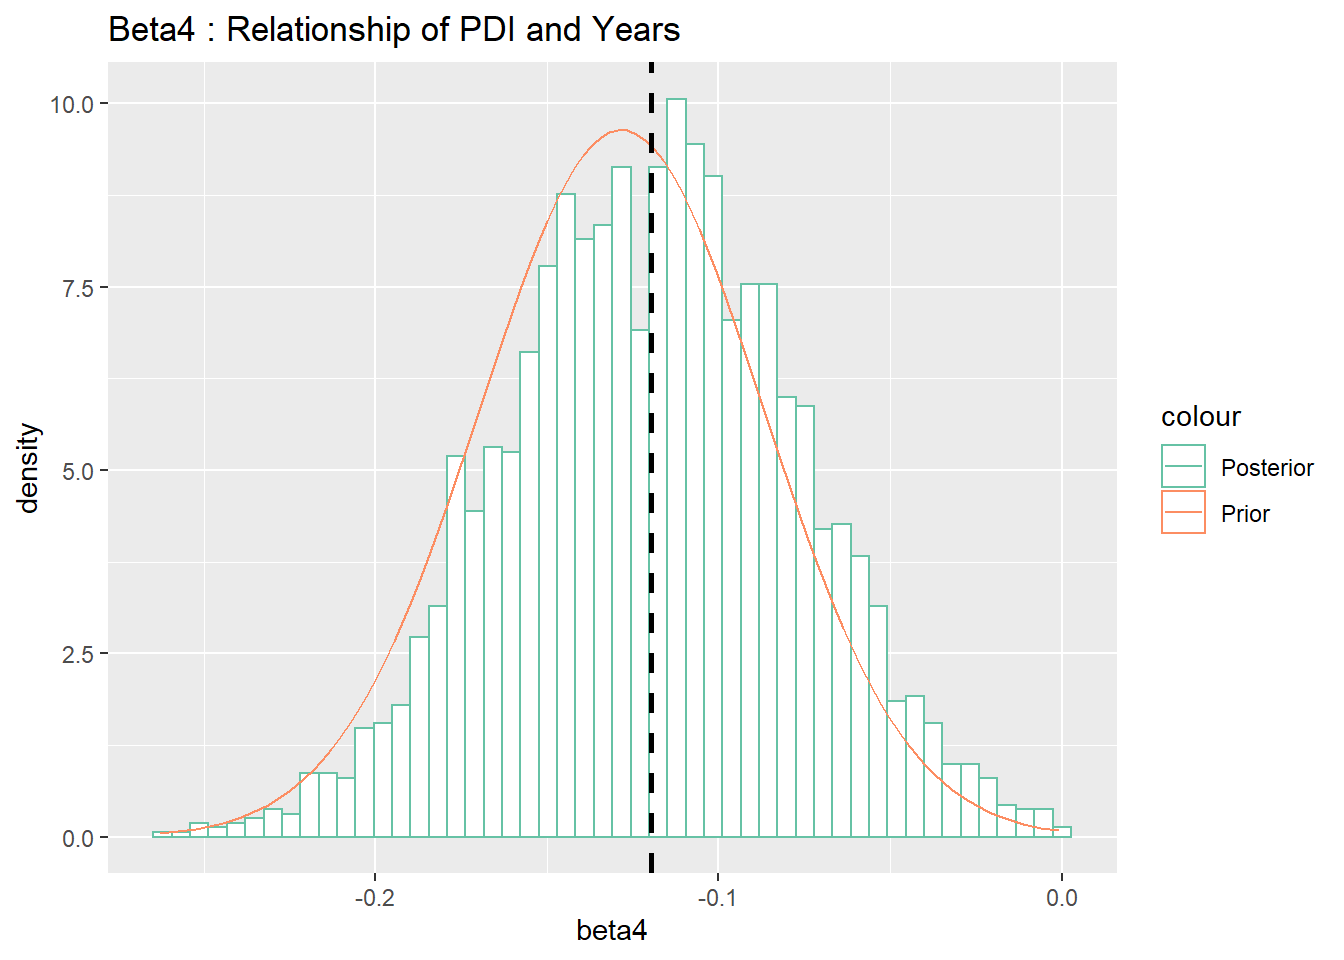 Beta4 : Relationship of PDI and Years
10.0
7.5
5.0
2.5
0.0
density
-0.2
-0.1
0.0
beta4
colour
Posterior
Prior